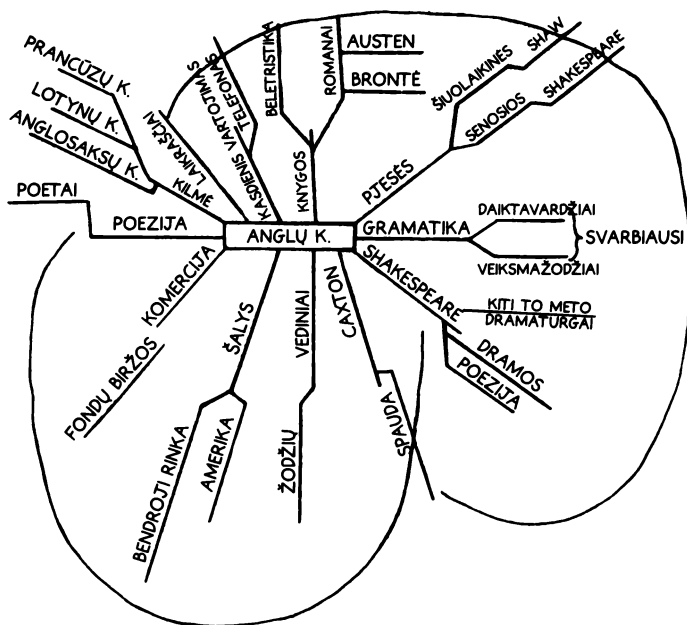 PRANCŪZŲ K.
LOTYNŲ K.
ANGLOSAKSŲ K.
KILMĖ
LAIKRAŠČIAI
KASDIENIS VARTOJIMAS
TELEFONAS
BELETRISTIKA
ROMANAI
AUSTEN
BRONTĖ
KNYGOS
ŠIUOLAIKINĖS
SHAW
SENOSIOS
SHAKESPEARE
PJESĖS
POETAI
POEZIJA
ANGLŲ K.
GRAMATIKA
DAIKTAVARDŽIAI
VEIKSMAŽODŽIAI
SVARBIAUSI
KOMERCIJA
FONDŲ BIRŽOS
ŠALYS
BENDROJI RINKA
AMERIKA
VEDINIAI
ŽODŽIŲ
CAXTON
SPAUDA
SHAKESPEARE
KITI TO METO
DRAMATURGAI
DRAMOS
POEZIJA